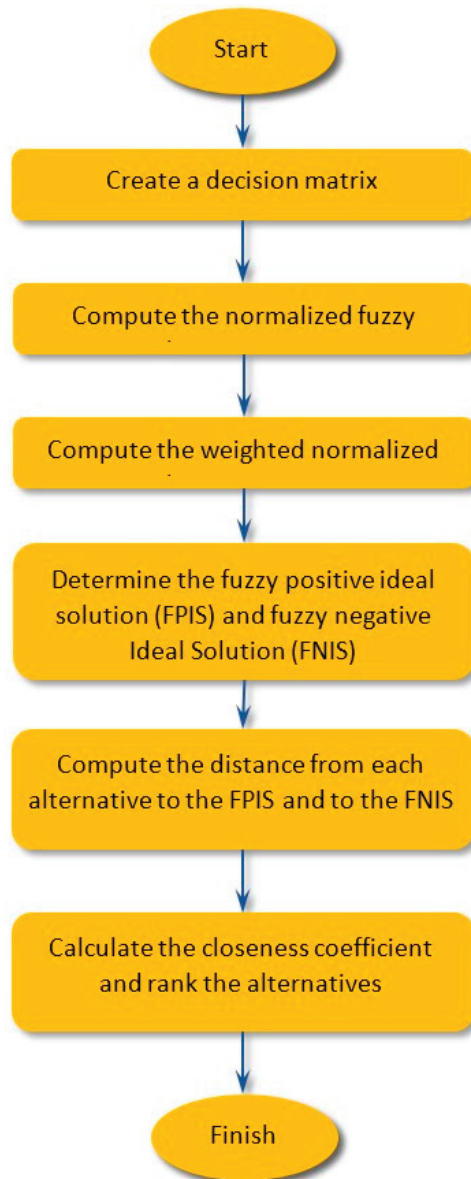 Start
Create a decision matrix
Compute the normalized fuzzy
Compute the weighted normalized
Determine the fuzzy positive ideal
solution (FPIS) and fuzzy negative
Ideal Solution (FNIS)
Compute the distance from each
alternative to the FPIS and to the FNIS
Calculate the closeness coefficient
and rank the alternatives
Finish